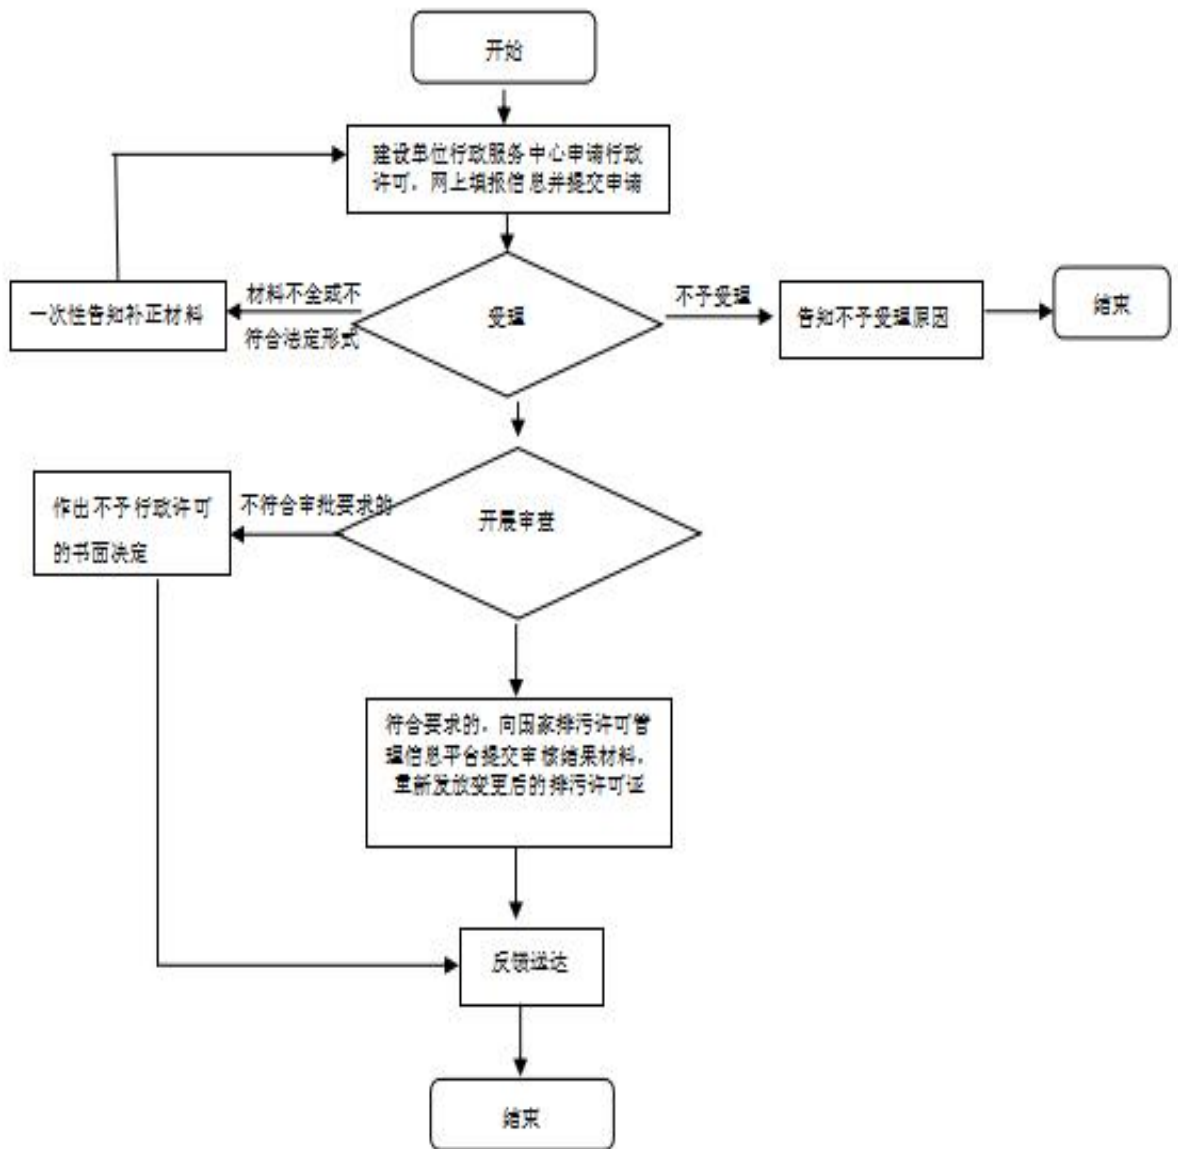 开始
建设单位行政服务中心申请行政
许可，网上填报信息并提交申请
材料不全或不
符合法定形式
一次性告知补正材料
受理
不予受理
告知不予受理原因
结束
不符合审批要求的
作出不予行政许可
的书面决定
开展审查
符合要求的，向国家排污许可管
理信息平台提交审核结果材料，
重新发放变更后的排污许可证
反馈送达
结束